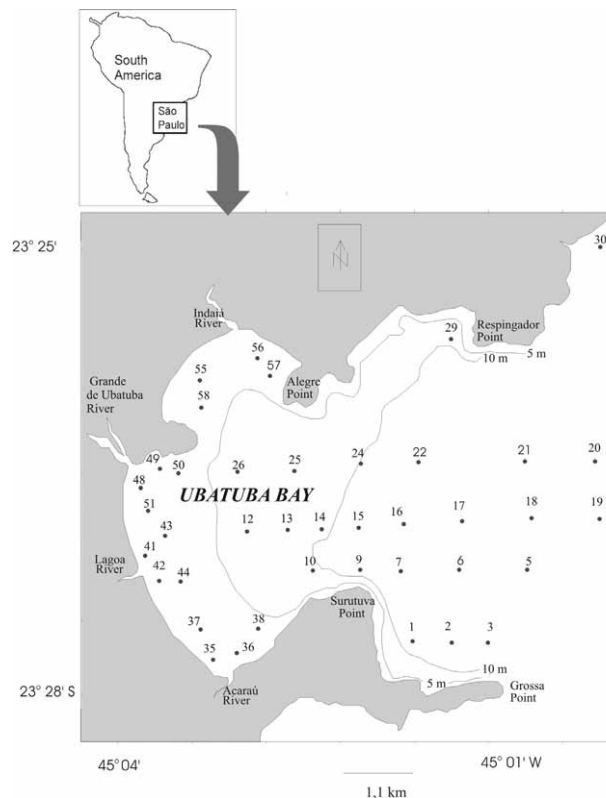 South
America
São
Paulo
23° 25'
30
N
Indaiá
River
29
Respingador
Point
10 m
5 m
56
57
55
58
Alegre
Point
Grande
de Ubatuba
River
49
50
26
25
24
22
21
20
48
UBATUBA BAY
51
43
12
13
14
15
16
17
18
19
41
Lagoa
River
42
44
10
9
7
6
5
Surutuva
Point
37
38
1
2
3
35
36
10 m
5 m
Grossa
Point
23° 28' S
Acaraú
River
45° 04'
45° 01' W
1,1 km